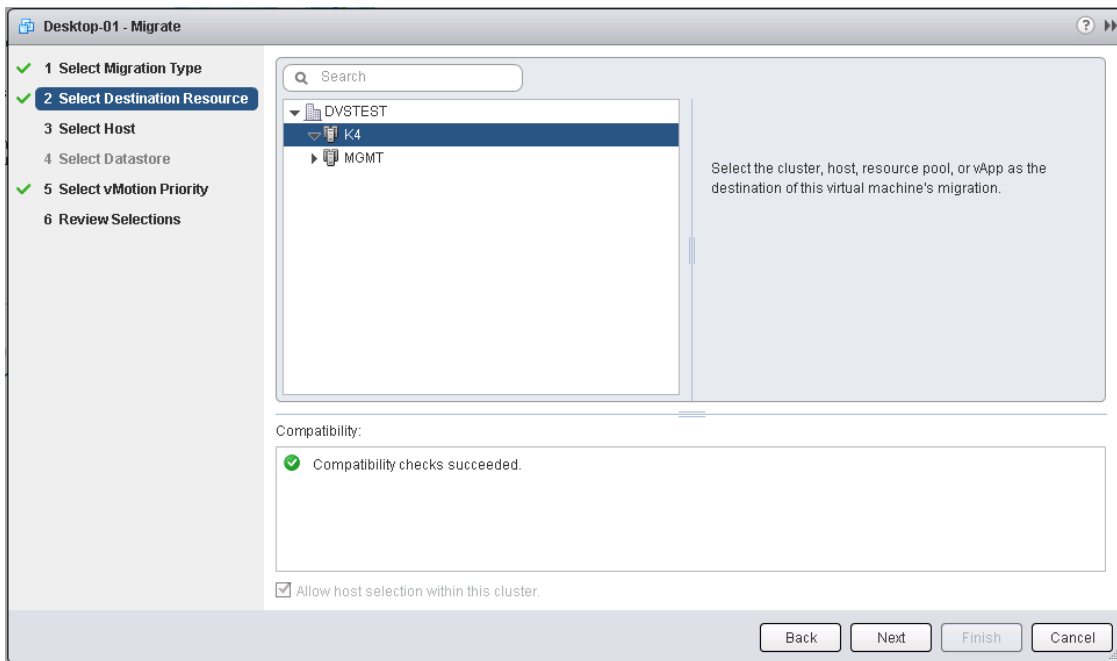 Desktop-01 - Migrate
?
1 Select Migration Type
2 Select Destination Resource
3 Select Host
4 Select Datastore
5 Select vMotion Priority
6 Review Selections
Search
DVSTEST
K4
MGMT
Select the cluster, host, resource pool, or vApp as the
destination of this virtual machine's migration.
Compatibility:
Compatibility checks succeeded.
Allow host selection within this cluster.
Back Next Finish Cancel